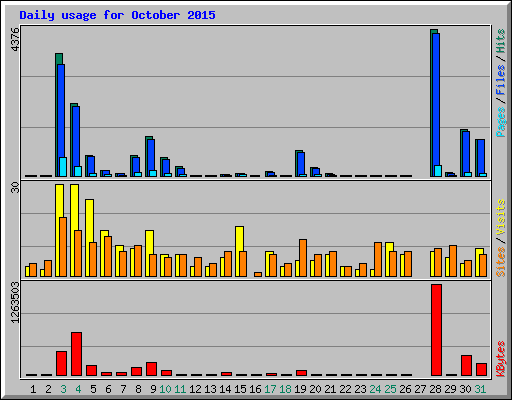 Daily usage for October 2015
4376
Pages / Files / Hits
30
Sites / Visits
1263503
KBytes
1 2 3 4 5 6 7 8 9 10 11 12 13 14 15 16 17 18 19 20 21 22 23 24 25 26 27 28 29 30 31